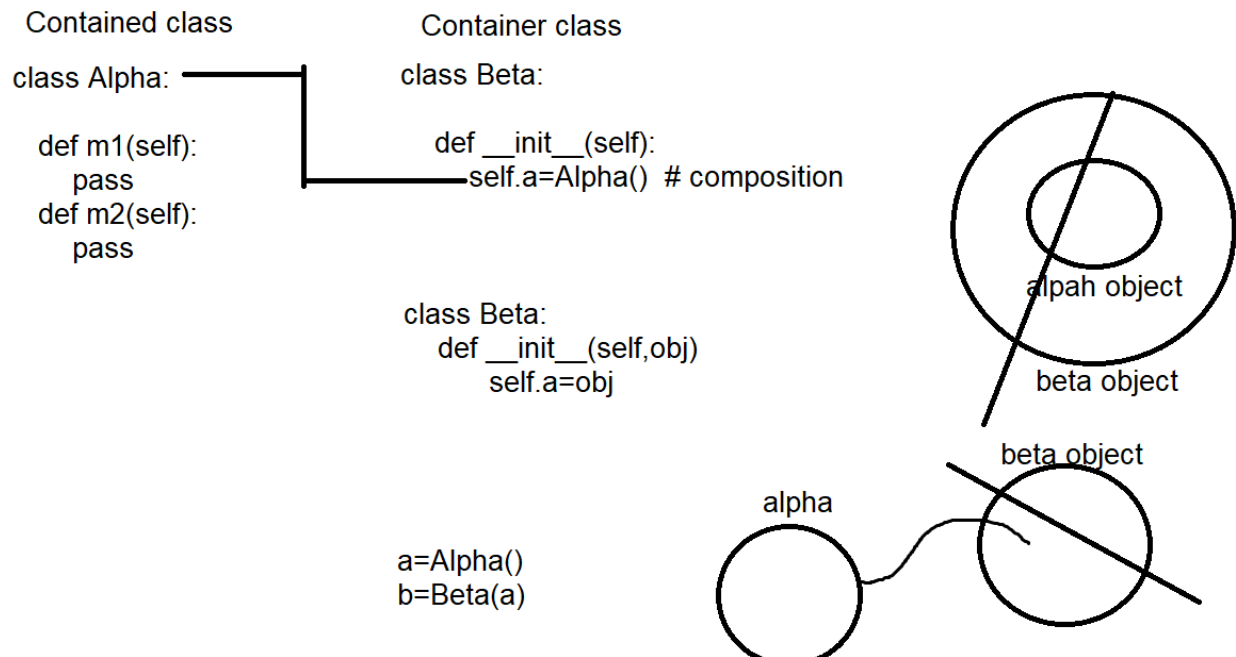 Contained class
class Alpha:
def m1(self):
pass
def m2(self):
pass
Container class
class Beta:
def __init__(self):
self.a=Alpha()  # composition
class Beta:
def __init__(self,obj)
self.a=obj
a=Alpha()
b=Beta(a)
alpah object
beta object
beta object
alpha